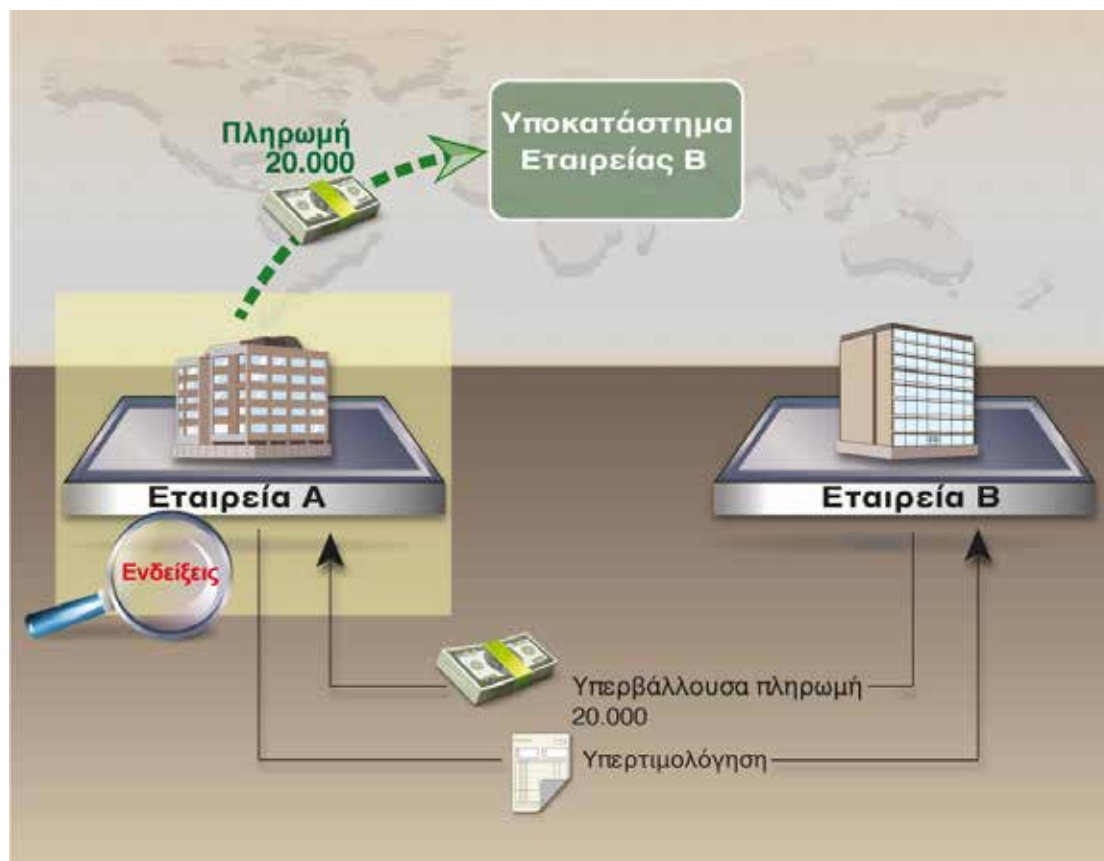 Πληρωμή
20.000
Υποκατάστημα
Εταιρείας Β
Εταιρεία Α
Εταιρεία Β
Ενδείξεις
Υπερβάλλουσα πληρωμή
20.000
Υπερτιμολόγηση